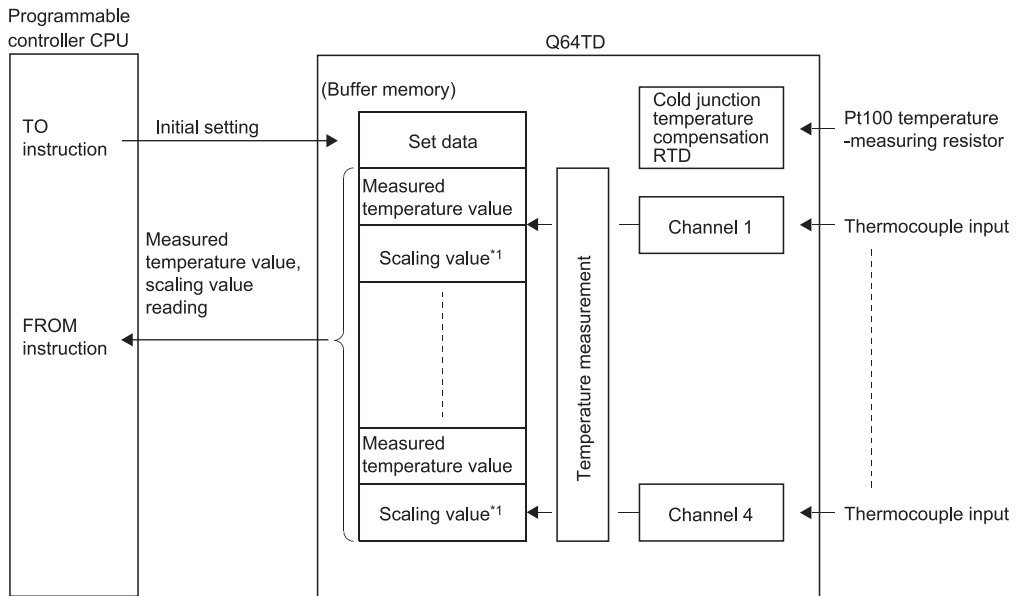 Programmable
controller CPU
Q64TD
(Buffer memory)
TO
instruction
Initial setting
Set data
Cold junction
temperature
compensation
RTD
Pt100 temperature
-measuring resistor
Measured
temperature value
Scaling value*1
Channel 1
Thermocouple input
Measured
temperature value,
scaling value
reading
FROM
instruction
Temperature measurement
Measured
temperature value
Scaling value*1
Channel 4
Thermocouple input